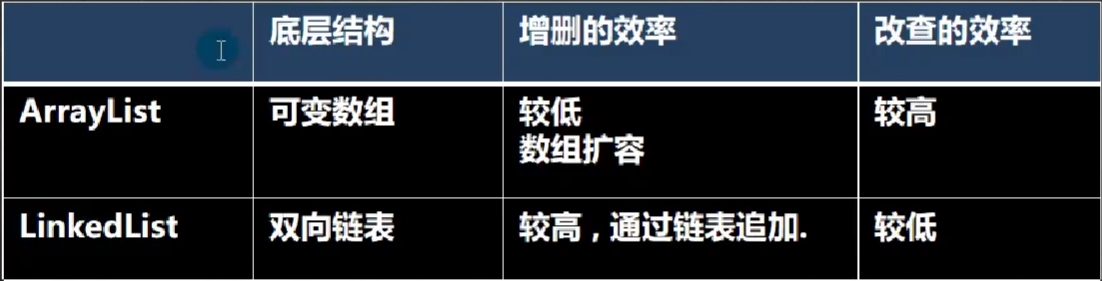 底层结构 增删的效率 改查的效率
ArrayList 可变数组 较低 较高
数组扩容
LinkedList 双向链表 较高，通过链表追加. 较低